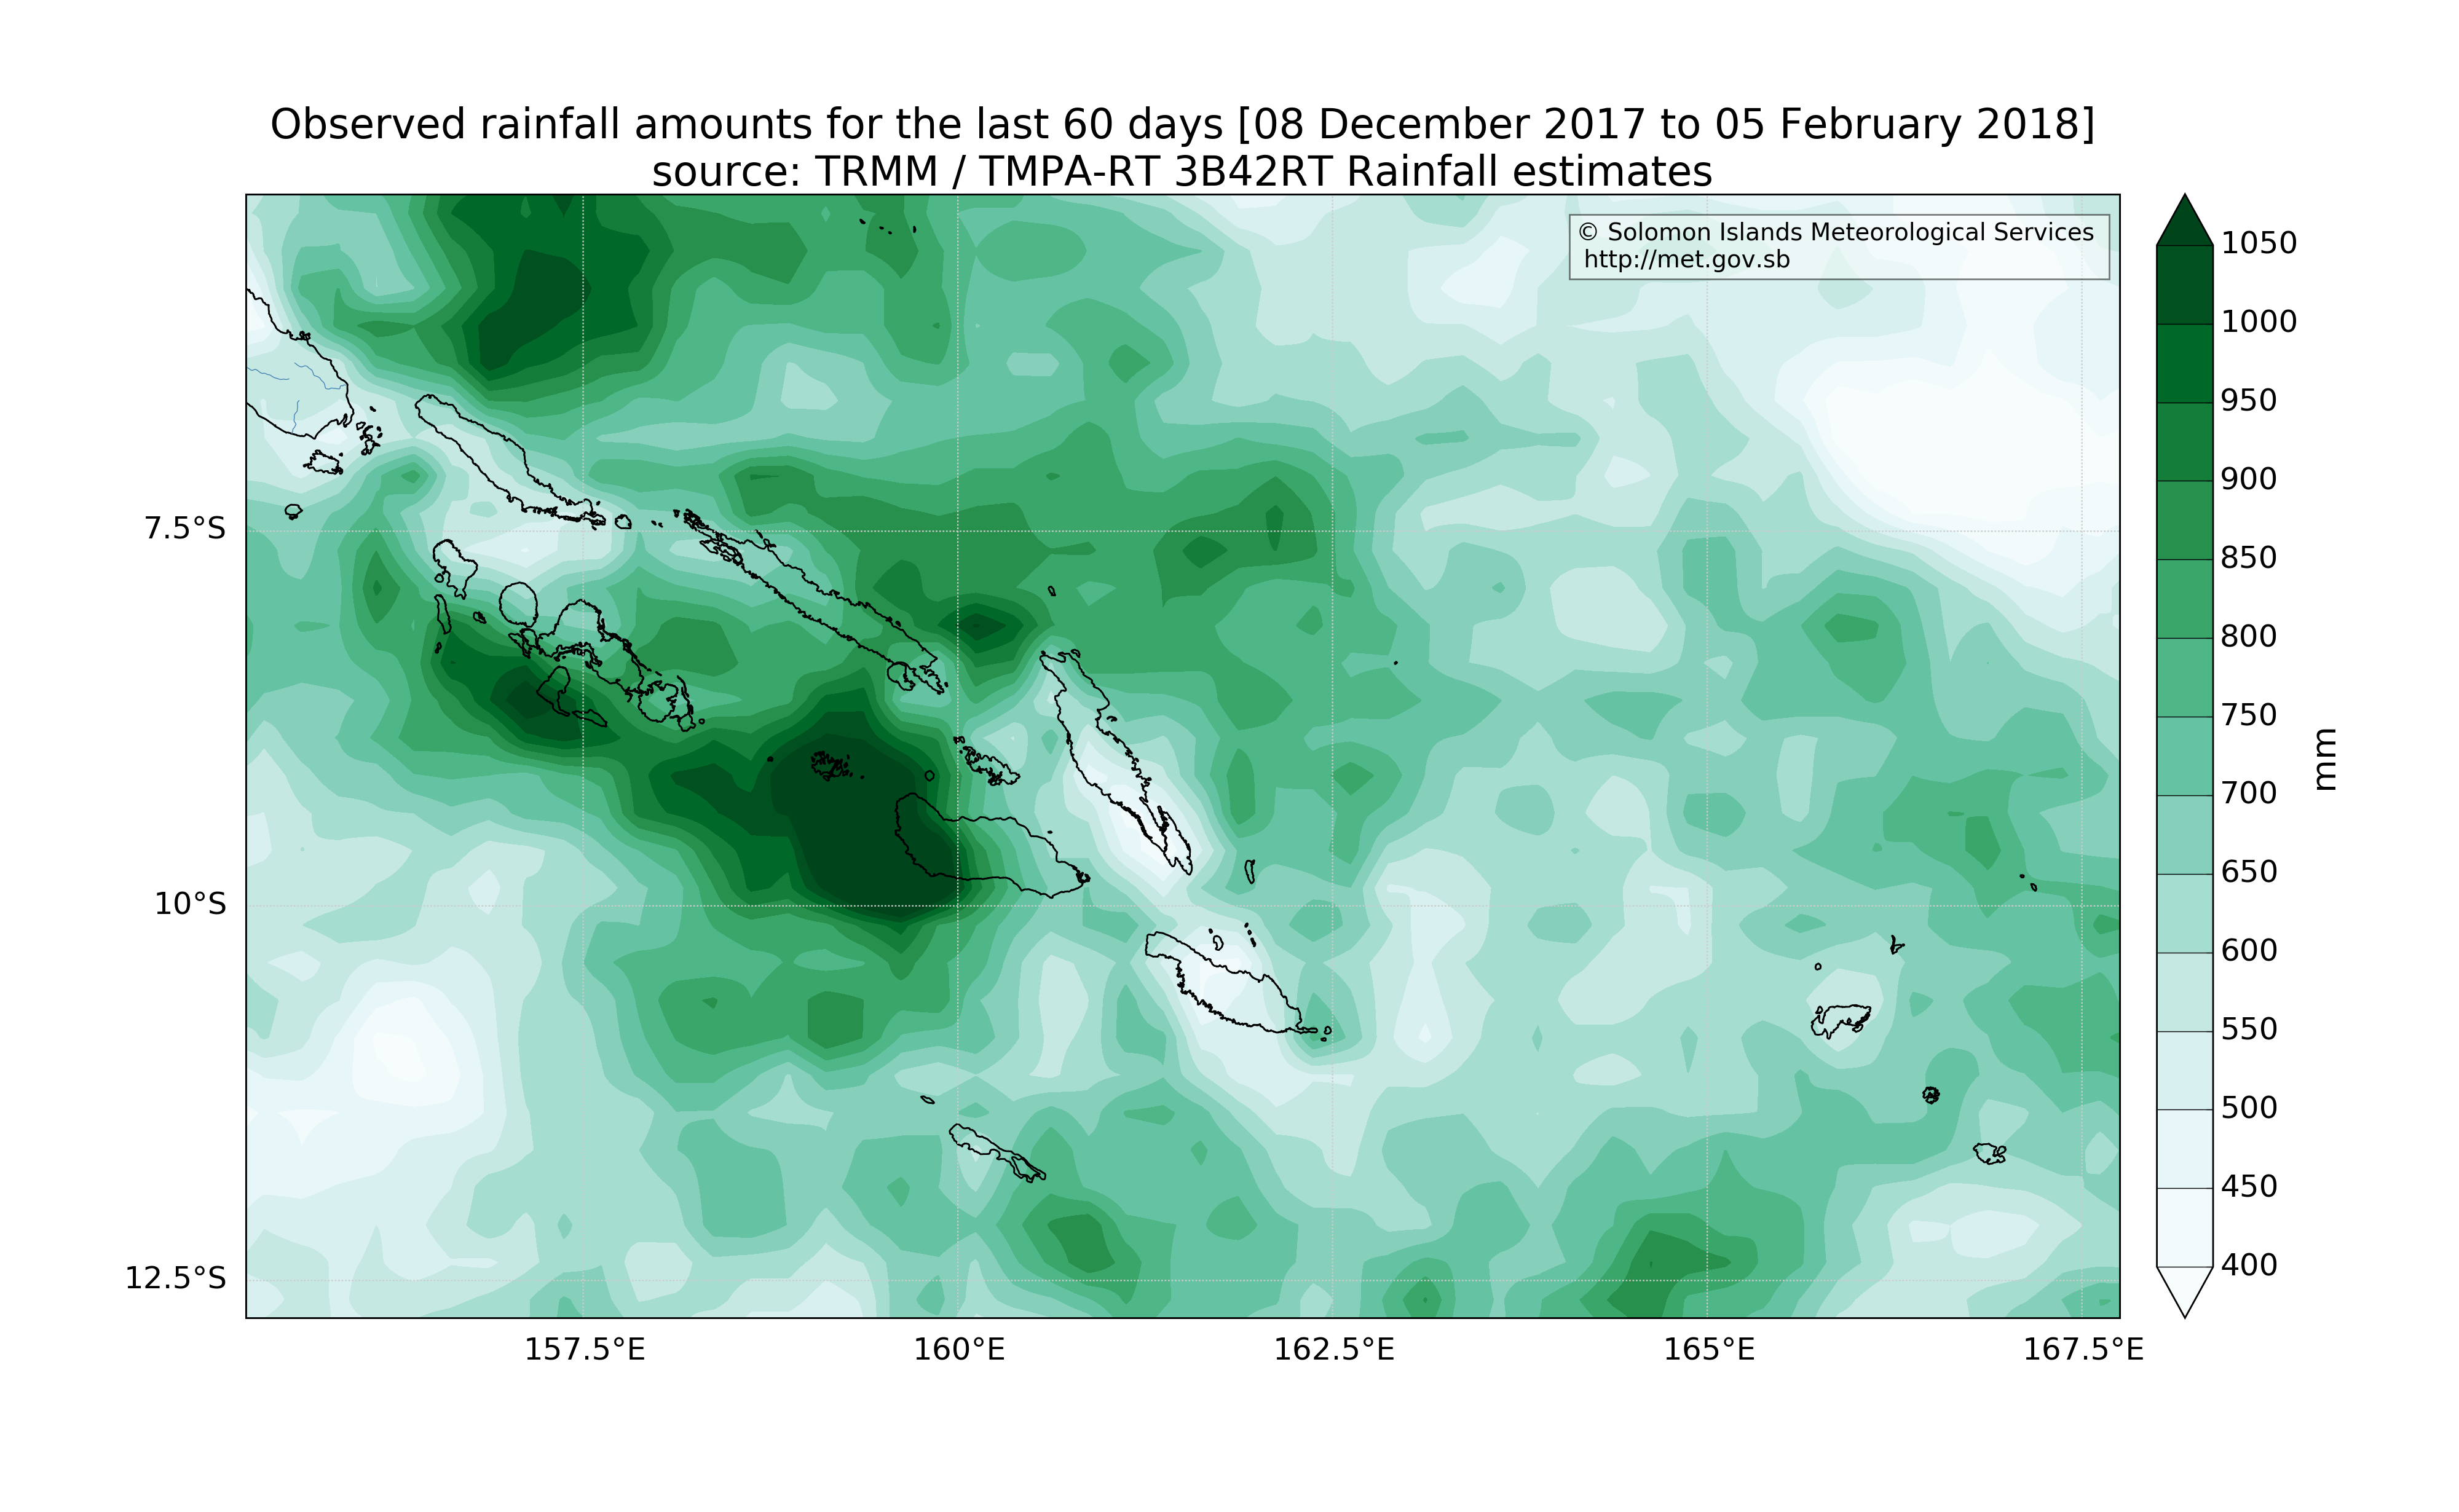 Observed rainfall amounts for the last 60 days [08 December 2017 to 05 February 2018]
source: TRMM / TMPA-RT 3B42RT Rainfall estimates
© Solomon Islands Meteorological Services
http://met.gov.sb
7.5°S
10°S
12.5°S
157.5°E
160°E
162.5°E
165°E
167.5°E
1050
1000
950
900
850
800
750
700
650
600
550
500
450
400
mm